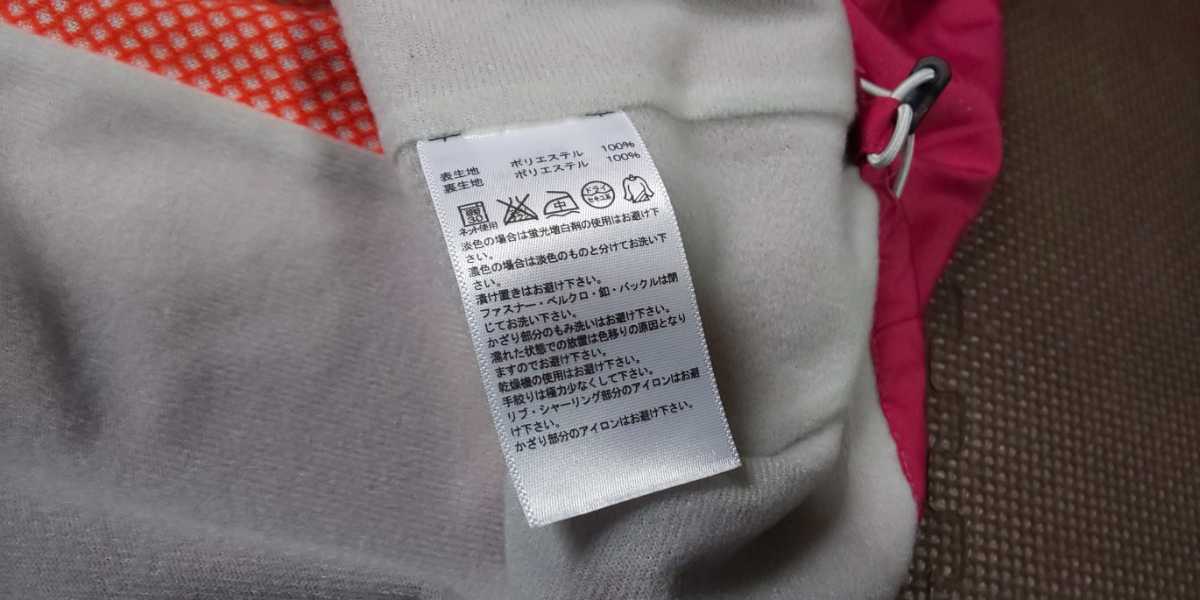 表生地 ポリエステル 100%
裏生地 ポリエステル 100%
中 ドライ
ネット使用 セキユ系
淡色の場合は蛍光増白剤の使用はお避け下
さい。
濃色の場合は淡色のものと分けてお洗い下
さい。
漬け置きはお避け下さい。
ファスナー・ベルクロ・釦・バックルは閉
じてお洗い下さい。
かざり部分のもみ洗いはお避け下さい。
濡れた状態での放置は色移りの原因となり
ますのでお避け下さい。
乾燥機の使用はお避け下さい。
手絞りは極力少なくして下さい。
リブ・シャーリング部分のアイロンはお避
け下さい。
かざり部分のアイロンはお避け下さい。